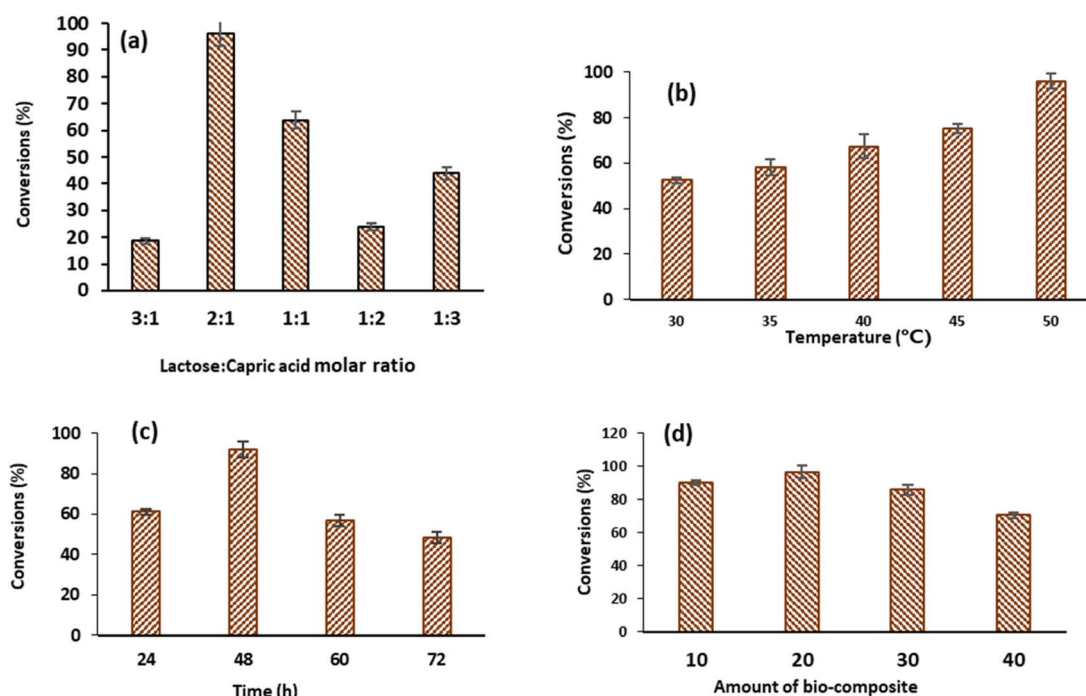 (a)
Conversions (%)
100
90
80
70
60
50
40
30
20
10
0
3:1 2:1 1:1 1:2 1:3
Lactose:Capric acid molar ratio
(b)
Conversions (%)
100
80
60
40
20
0
30 35 40 45 50
Temperature (°C)
(c)
Conversions (%)
100
80
60
40
20
0
24 48 60 72
Time (h)
(d)
Conversions (%)
120
100
80
60
40
20
0
10 20 30 40
Amount of bio-composite